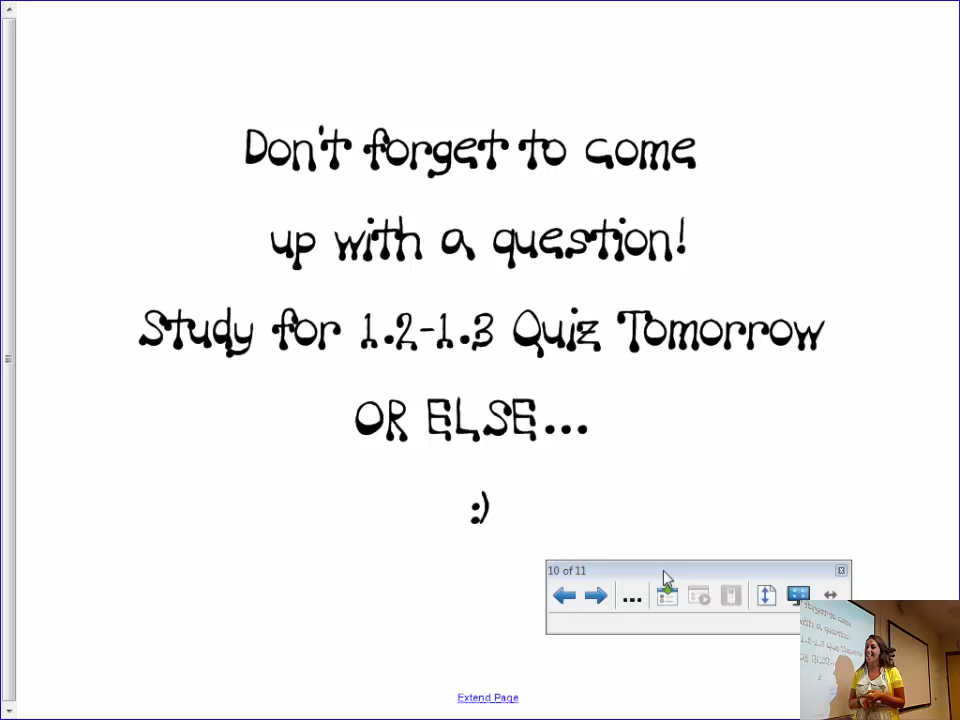 Don't forget to come
up with a question!
Study for 1.2-1.3 Quiz Tomorrow
OR ELSE...
:)
10 of 11
...
Extend Page